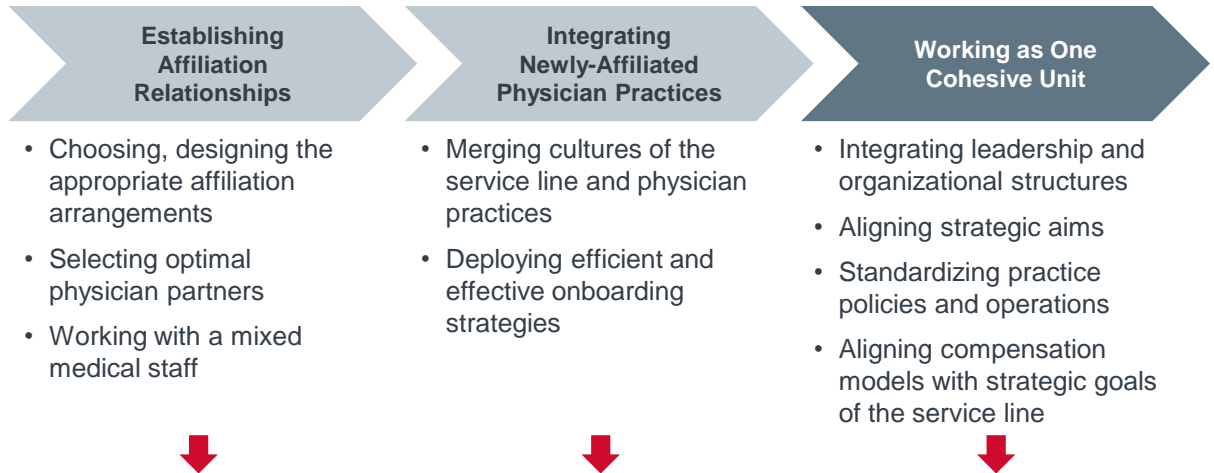 Establishing
Affiliation
Relationships
• Choosing, designing the
appropriate affiliation
arrangements
• Selecting optimal
physician partners
• Working with a mixed
medical staff
Integrating
Newly-Affiliated
Physician Practices
• Merging cultures of the
service line and physician
practices
• Deploying efficient and
effective onboarding
strategies
Working as One
Cohesive Unit
• Integrating leadership and
organizational structures
• Aligning strategic aims
• Standardizing practice
policies and operations
• Aligning compensation
models with strategic goals
of the service line